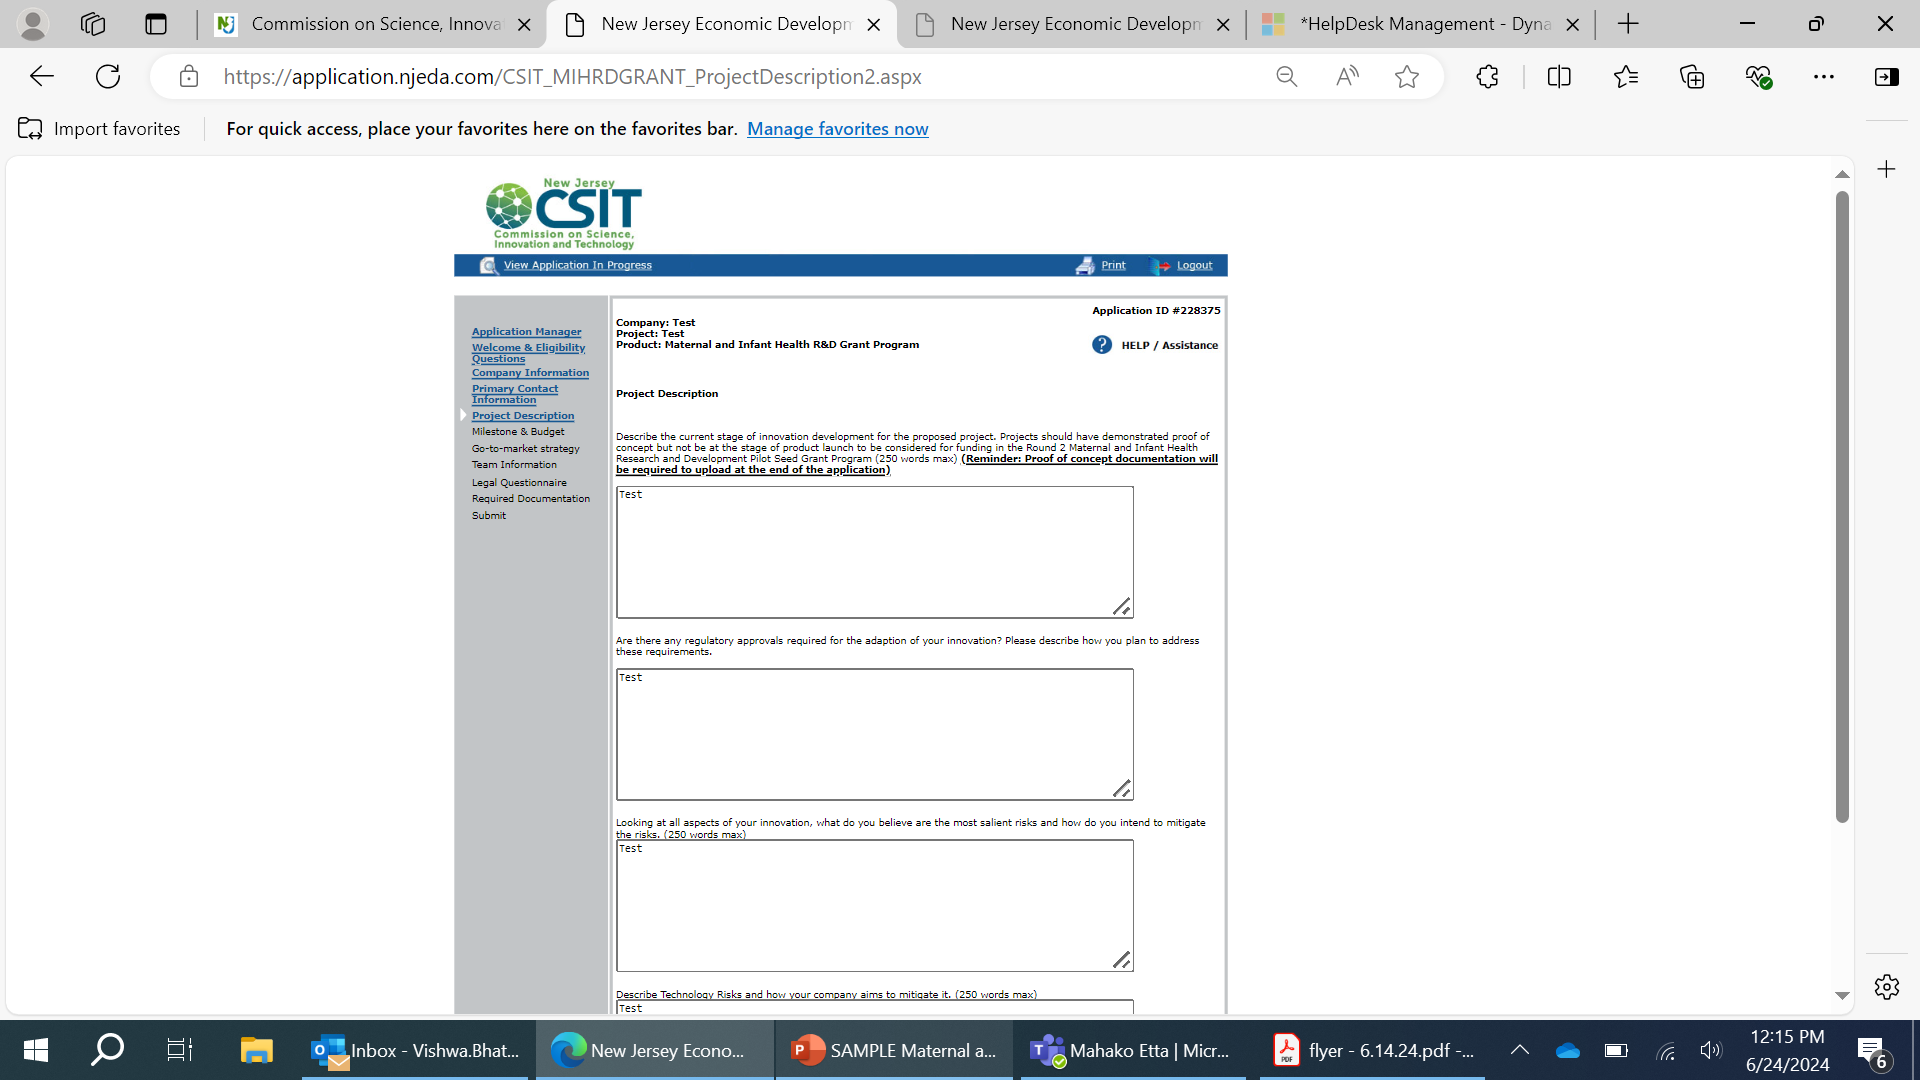 Commission on Science, Innova
New Jersey Economic Developm
New Jersey Economic Developm
*HelpDesk Management - Dyna
https://application.njeda.com/CSIT_MIHRDGRANT_ProjectDescription2.aspx
Import favorites
For quick access, place your favorites here on the favorites bar. Manage favorites now
New Jersey
CSIT
Commission on Science,
Innovation and Technology
View Application In Progress
Print
Logout
Application Manager
Welcome & Eligibility
Questions
Company Information
Primary Contact
Information
Project Description
Milestone & Budget
Go-to-market strategy
Team Information
Legal Questionnaire
Required Documentation
Submit
Application ID #228375
Company: Test
Project: Test
Product: Maternal and Infant Health R&D Grant Program
HELP / Assistance
Project Description
Describe the current stage of innovation development for the proposed project. Projects should have demonstrated proof of
concept but not be at the stage of product launch to be considered for funding in the Round 2 Maternal and Infant Health
Research and Development Pilot Seed Grant Program (250 words max) (Reminder: Proof of concept documentation will
be required to upload at the end of the application)
Test
Are there any regulatory approvals required for the adaption of your innovation? Please describe how you plan to address
these requirements.
Test
Looking at all aspects of your innovation, what do you believe are the most salient risks and how do you intend to mitigate
the risks. (250 words max)
Test
Describe Technology Risks and how your company aims to mitigate it. (250 words max)
Test
Inbox - Vishwa.Bhat...
New Jersey Econo...
SAMPLE Maternal a...
Mahako Etta | Micr...
flyer - 6.14.24.pdf -...
12:15 PM
6/24/2024
6